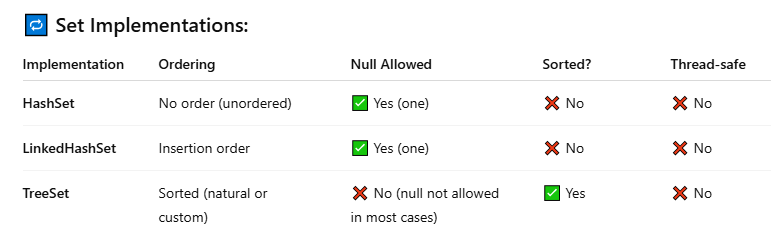 🔁 Set Implementations:
Implementation Ordering Null Allowed Sorted? Thread-safe
HashSet No order (unordered) ✅ Yes (one) ❌ No ❌ No
LinkedHashSet Insertion order ✅ Yes (one) ❌ No ❌ No
TreeSet Sorted (natural or ❌ No (null not allowed ✅ Yes ❌ No
custom) in most cases)